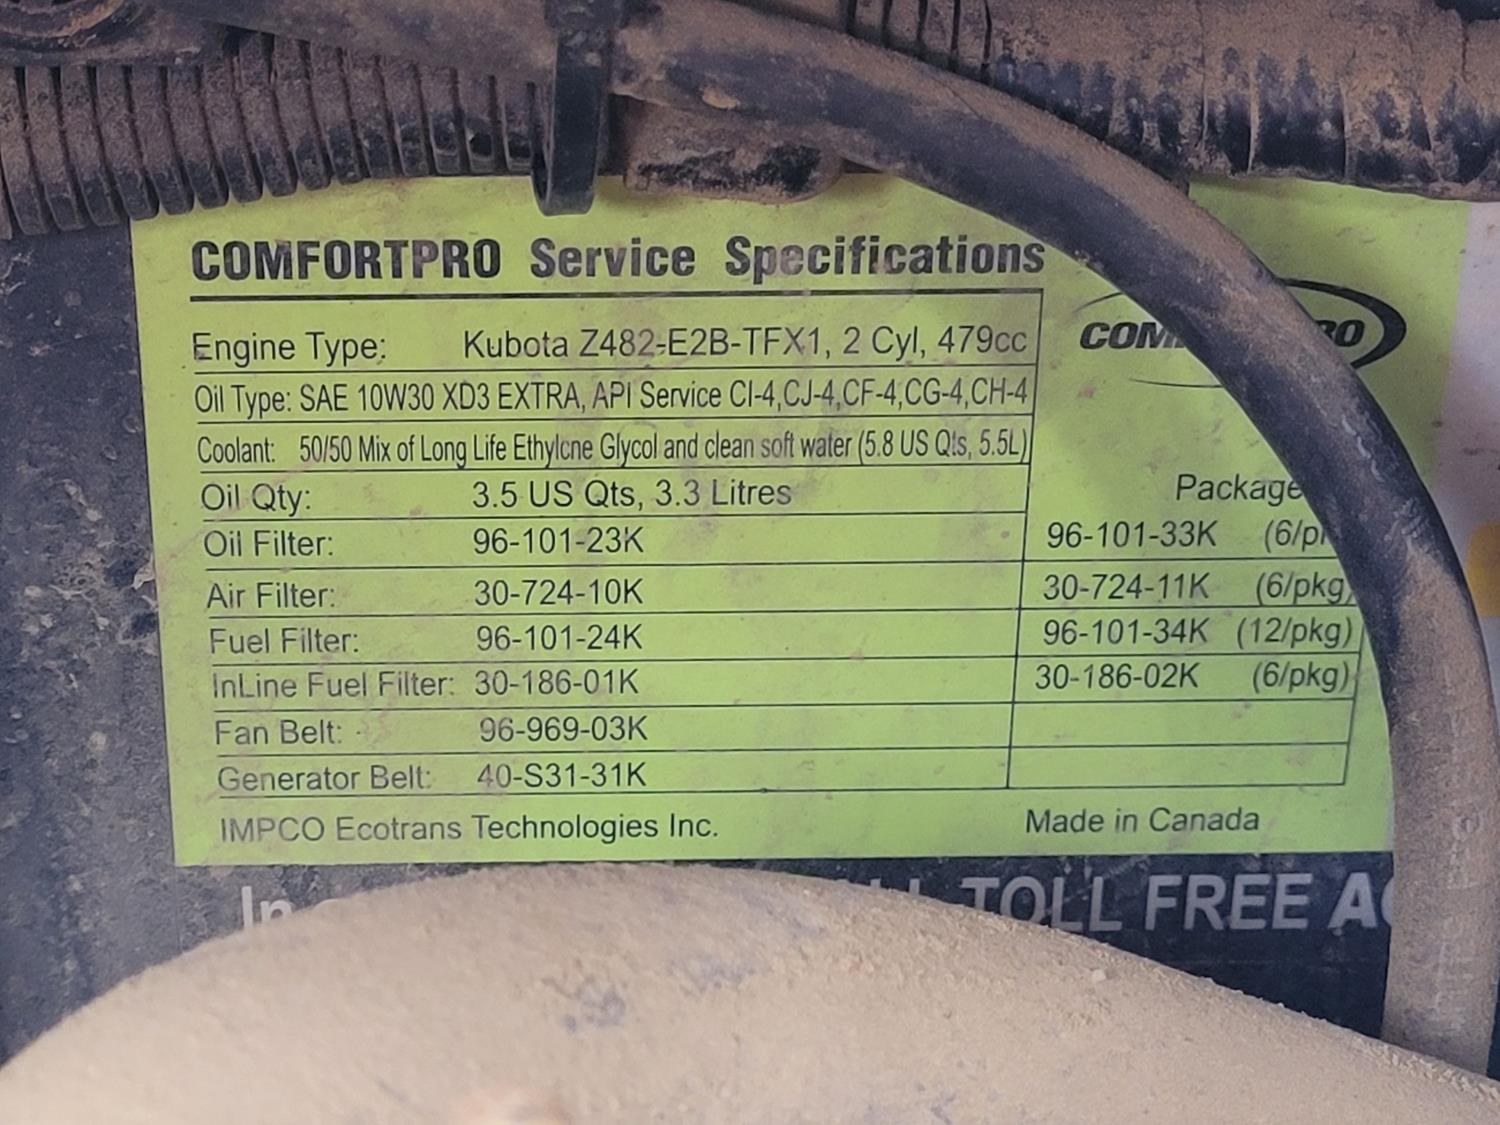 COMFORTPRO Service Specifications
Engine Type: Kubota Z482-E2B-TFX1, 2 Cyl, 479cc
Oil Type: SAE 10W30 XD3 EXTRA, API Service CI-4,CJ-4,CF-4,CG-4,CH-4
Coolant: 50/50 Mix of Long Life Ethylene Glycol and clean soft water (5.8 US Qts, 5.5L)
Oil Qty: 3.5 US Qts, 3.3 Litres
Package
Oil Filter: 96-101-23K 96-101-33K
Air Filter: 30-724-10K 30-724-11K (6/pkg)
Fuel Filter: 96-101-24K 96-101-34K (12/pkg)
InLine Fuel Filter: 30-186-01K 30-186-02K (6/pkg)
Fan Belt: 96-969-03K
Generator Belt: 40-S31-31K
IMPCO Ecotrans Technologies Inc. Made in Canada
TOLL FREE